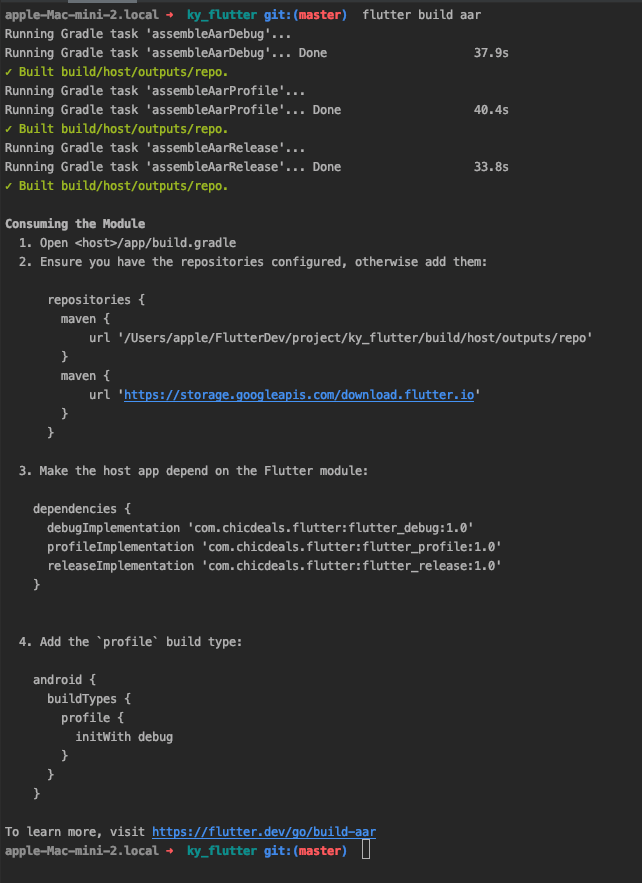 apple-Mac-mini-2.local → ky_flutter git:(master) flutter build aar
Running Gradle task 'assembleAarDebug'...
Running Gradle task 'assembleAarDebug'... Done 37.9s
✓ Built build/host/outputs/repo.
Running Gradle task 'assembleAarProfile'...
Running Gradle task 'assembleAarProfile'... Done 40.4s
✓ Built build/host/outputs/repo.
Running Gradle task 'assembleAarRelease'...
Running Gradle task 'assembleAarRelease'... Done 33.8s
✓ Built build/host/outputs/repo.
Consuming the Module
1. Open <host>/app/build.gradle
2. Ensure you have the repositories configured, otherwise add them:
repositories {
maven {
url '/Users/apple/FlutterDev/project/ky_flutter/build/host/outputs/repo'
}
maven {
url 'https://storage.googleapis.com/download.flutter.io'
}
}
3. Make the host app depend on the Flutter module:
dependencies {
debugImplementation 'com.chicdeals.flutter:flutter_debug:1.0'
profileImplementation 'com.chicdeals.flutter:flutter_profile:1.0'
releaseImplementation 'com.chicdeals.flutter:flutter_release:1.0'
}
4. Add the `profile` build type:
android {
buildTypes {
profile {
initWith debug
}
}
}
To learn more, visit https://flutter.dev/go/build-aar
apple-Mac-mini-2.local → ky_flutter git:(master)